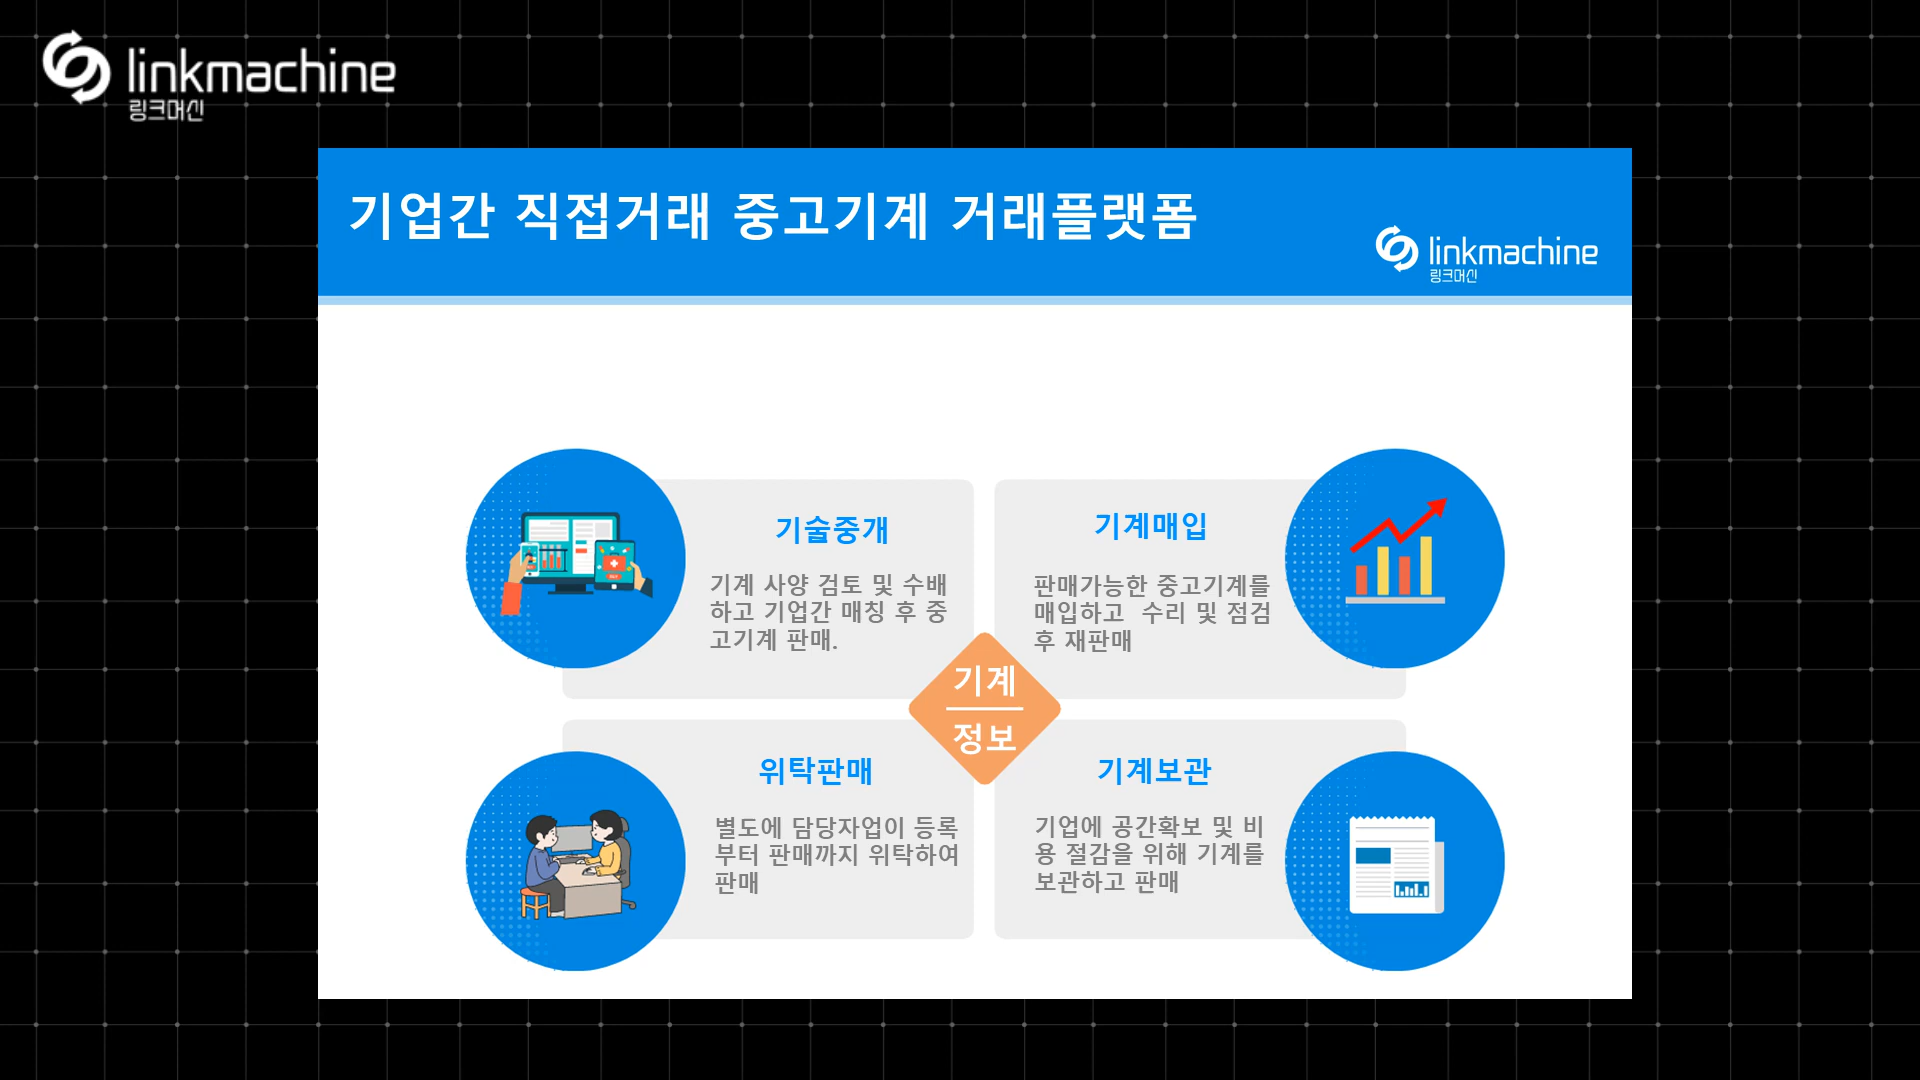 linkmachine
링크머신
기업간 직접거래 중고기계 거래플랫폼
linkmachine
링크머신
기술중개
기계 사양 검토 및 수배
하고 기업간 매칭 후 중
고기계 판매.
기계매입
판매가능한 중고기계를
매입하고 수리 및 점검
후 재판매
기계
정보
위탁판매
별도에 담당자업이 등록
부터 판매까지 위탁하여
판매
기계보관
기업에 공간확보 및 비
용 절감을 위해 기계를
보관하고 판매